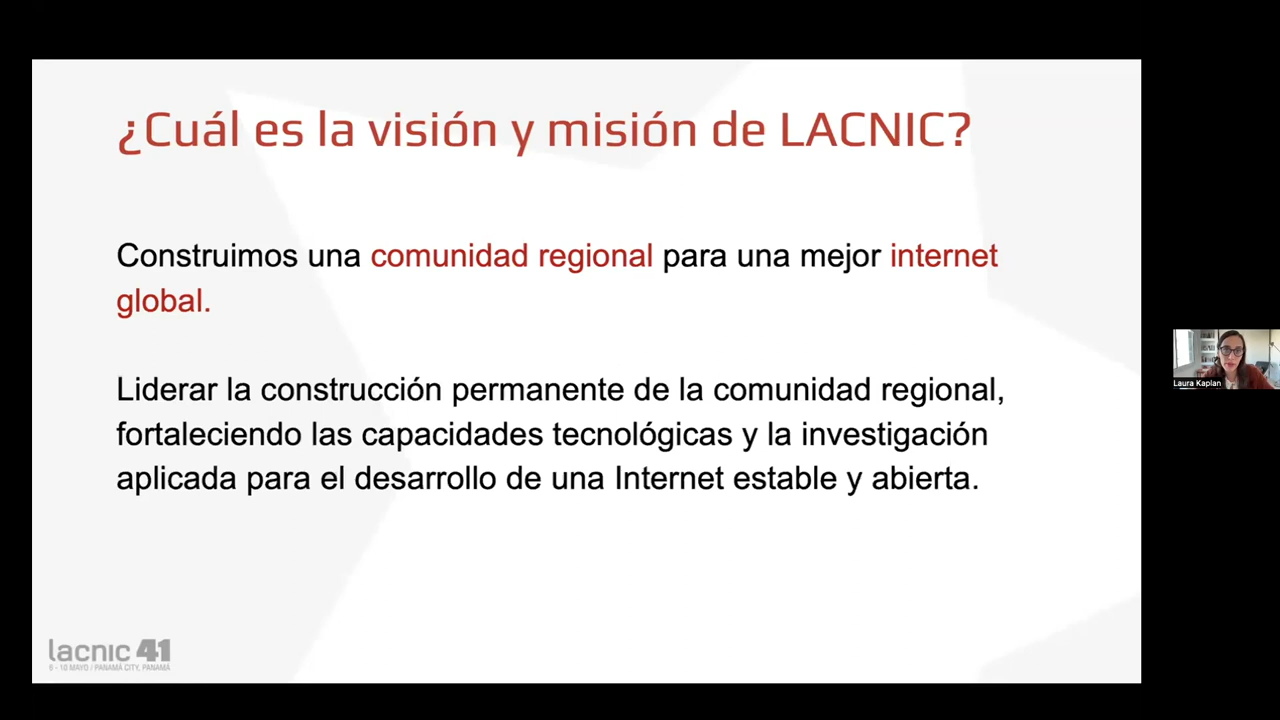 ¿Cuál es la visión y misión de LACNIC?
Construimos una comunidad regional para una mejor internet
global.
Liderar la construcción permanente de la comunidad regional,
fortaleciendo las capacidades tecnológicas y la investigación
aplicada para el desarrollo de una Internet estable y abierta.
Laura Kaplan
lacnic 41
6 - 10 MAYO / PANAMÁ CITY, PANAMÁ